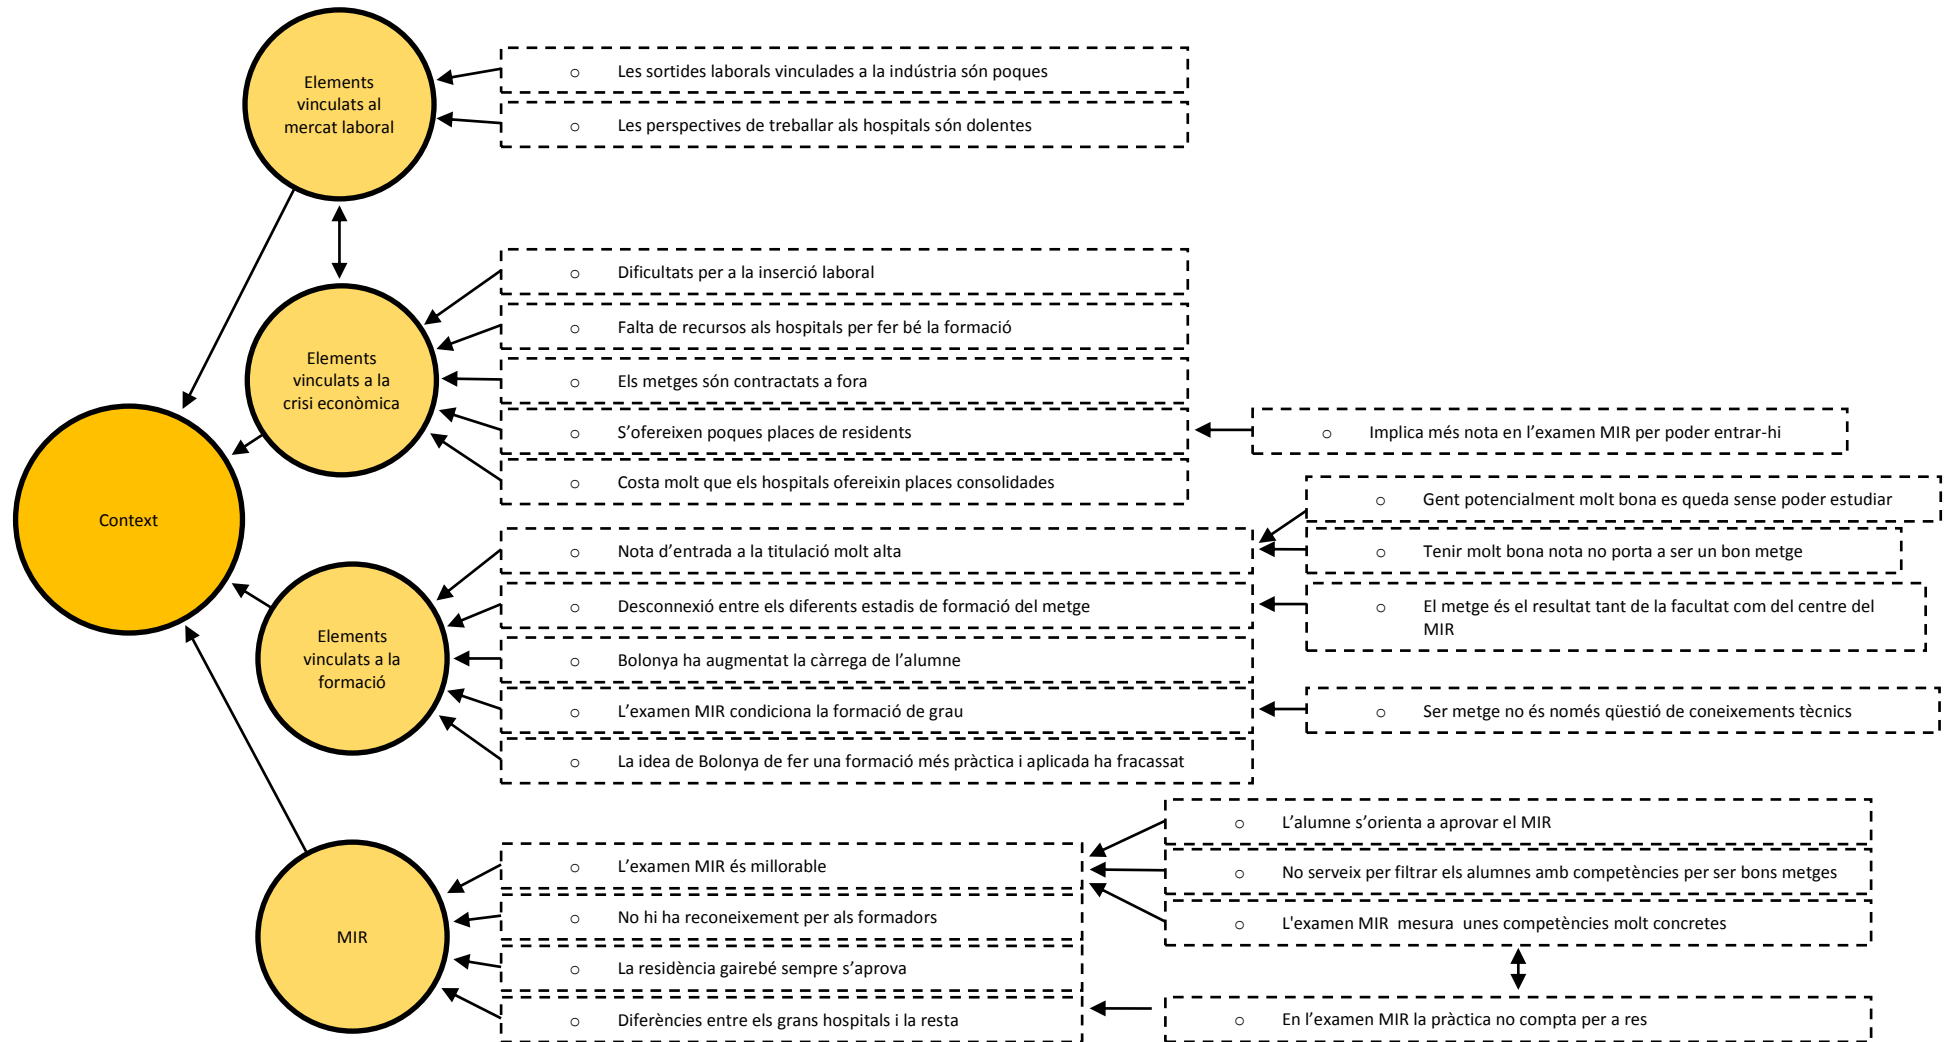 Elements
vinculats al
mercat laboral
o Les sortides laborals vinculades a la indústria són poques
o Les perspectives de treballar als hospitals són dolentes
Elements
vinculats a la
crisi econòmica
o Dificultats per a la inserció laboral
o Falta de recursos als hospitals per fer bé la formació
o Els metges són contractats a fora
o S’ofereixen poques places de residents
o Implica més nota en l’examen MIR per poder entrar-hi
o Costa molt que els hospitals ofereixin places consolidades
Context
Elements
vinculats a la
formació
o Nota d’entrada a la titulació molt alta
o Gent potencialment molt bona es queda sense poder estudiar
o Tenir molt bona nota no porta a ser un bon metge
o Desconnexió entre els diferents estadis de formació del metge
o El metge és el resultat tant de la facultat com del centre del
MIR
o Bolonya ha augmentat la càrrega de l’alumne
o L’examen MIR condiciona la formació de grau
o Ser metge no és només qüestió de coneixements tècnics
o La idea de Bolonya de fer una formació més pràctica i aplicada ha fracassat
MIR
o L’examen MIR és millorable
o L’alumne s’orienta a aprovar el MIR
o No serveix per filtrar els alumnes amb competències per ser bons metges
o L'examen MIR mesura unes competències molt concretes
o No hi ha reconeixement per als formadors
o La residència gairebé sempre s’aprova
o Diferències entre els grans hospitals i la resta
o En l’examen MIR la pràctica no compta per a res